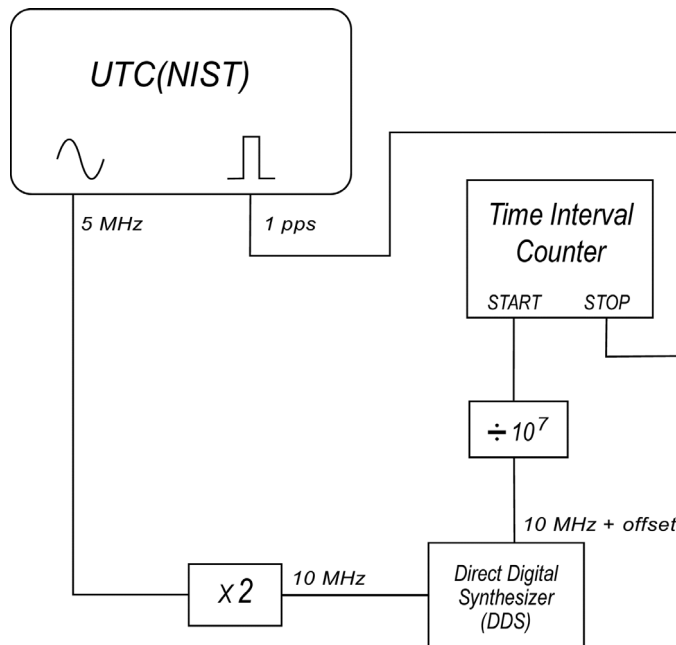 UTC(NIST)
5 MHz
1 pps
Time Interval
Counter
START STOP
÷ 10⁷
10 MHz + offset
X 2
10 MHz
Direct Digital
Synthesizer
(DDS)